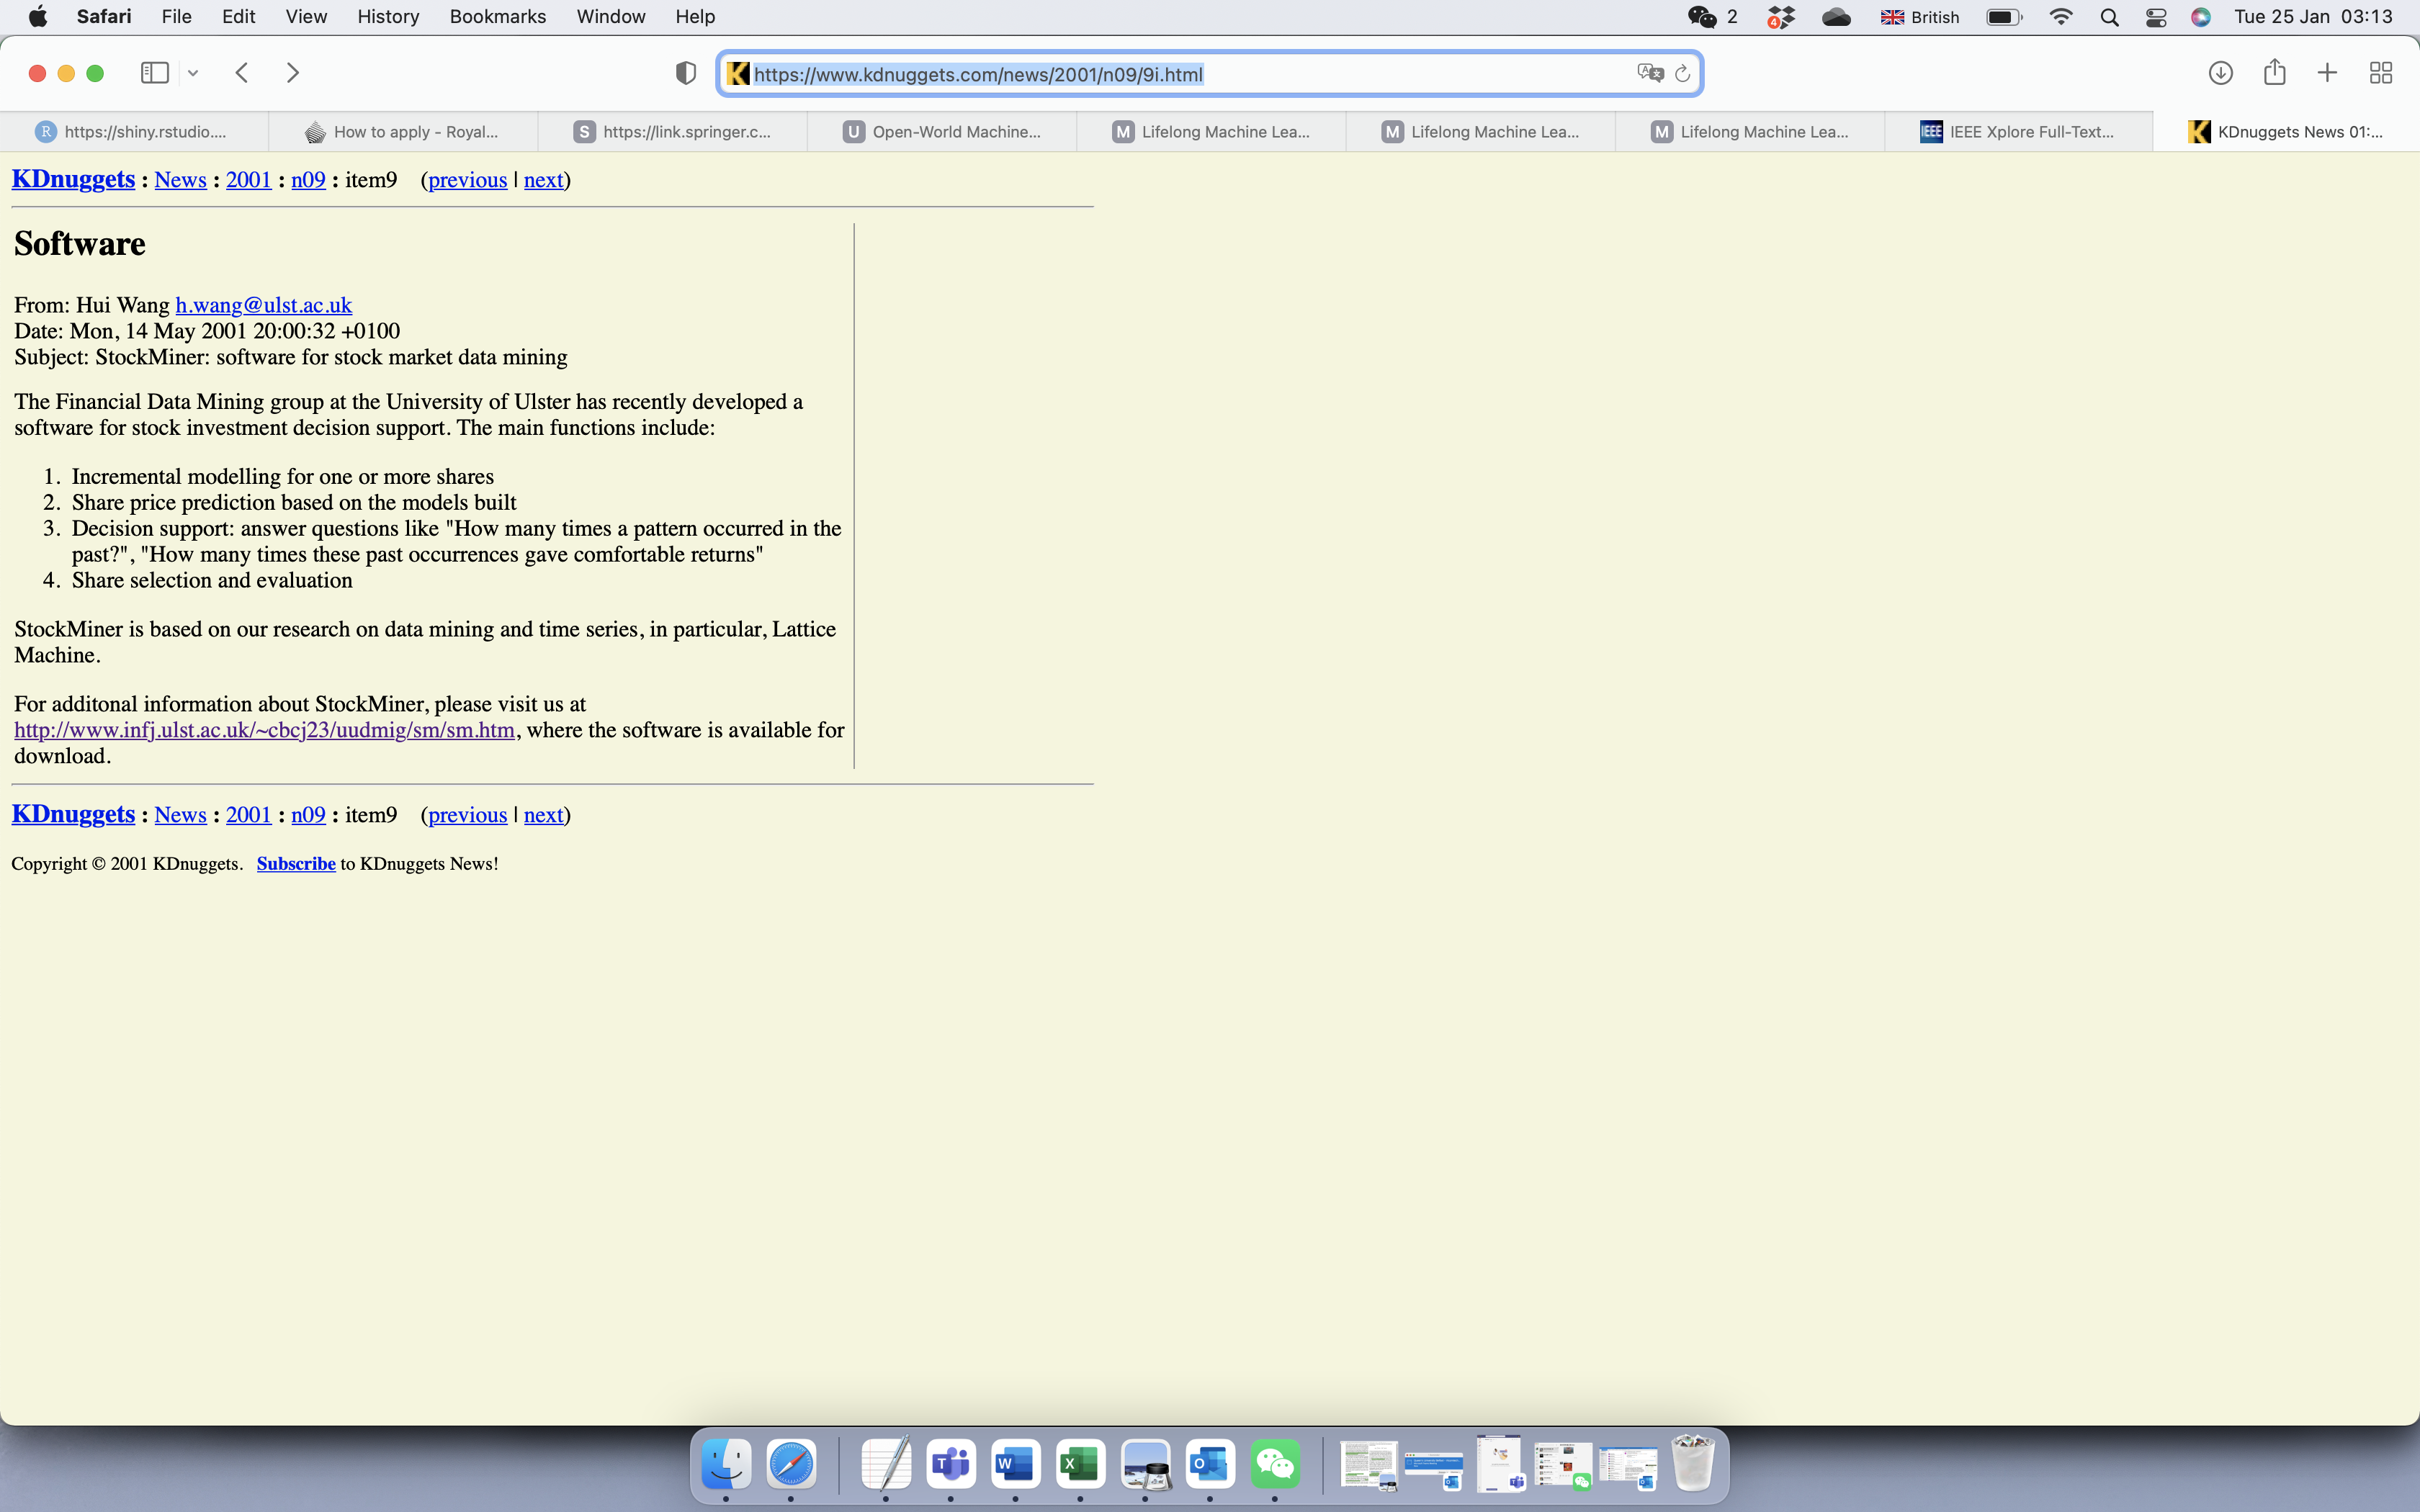 Safari File Edit View History Bookmarks Window Help 2 4 British Tue 25 Jan 03:13
https://www.kdnuggets.com/news/2001/n09/9i.html
R https://shiny.rstudio.... How to apply - Royal... S https://link.springer.c... U Open-World Machine... M Lifelong Machine Lea... M Lifelong Machine Lea... M Lifelong Machine Lea... IEEE IEEE Xplore Full-Text... KDnuggets News 01:...
KDnuggets : News : 2001 : n09 : item9 (previous | next)
Software
From: Hui Wang h.wang@ulst.ac.uk
Date: Mon, 14 May 2001 20:00:32 +0100
Subject: StockMiner: software for stock market data mining
The Financial Data Mining group at the University of Ulster has recently developed a
software for stock investment decision support. The main functions include:
1. Incremental modelling for one or more shares
2. Share price prediction based on the models built
3. Decision support: answer questions like "How many times a pattern occurred in the
past?", "How many times these past occurrences gave comfortable returns"
4. Share selection and evaluation
StockMiner is based on our research on data mining and time series, in particular, Lattice
Machine.
For additonal information about StockMiner, please visit us at
http://www.infj.ulst.ac.uk/~cbcj23/uudmig/sm/sm.htm, where the software is available for
download.
KDnuggets : News : 2001 : n09 : item9 (previous | next)
Copyright © 2001 KDnuggets. Subscribe to KDnuggets News!